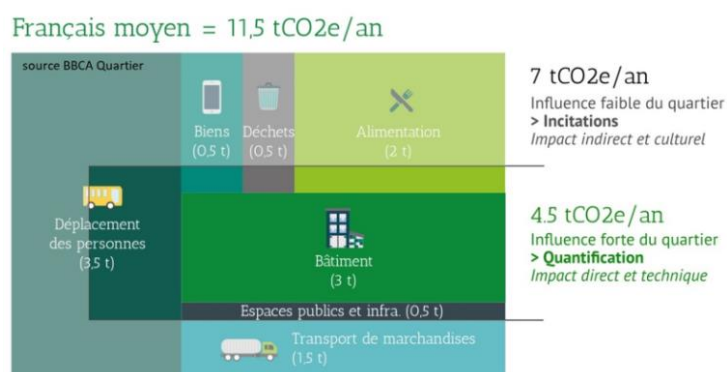 Français moyen = 11,5 tCO2e/an
source BBCA Quartier
Biens
(0,5 t)
Déchets
(0,5 t)
Alimentation
(2 t)
7 tCO2e/an
Influence faible du quartier
> Incitations
Impact indirect et culturel
Déplacement
des personnes
(3,5 t)
Bâtiment
(3 t)
4.5 tCO2e/an
Influence forte du quartier
> Quantification
Impact direct et technique
Espaces publics et infra. (0,5 t)
Transport de marchandises
(1,5 t)